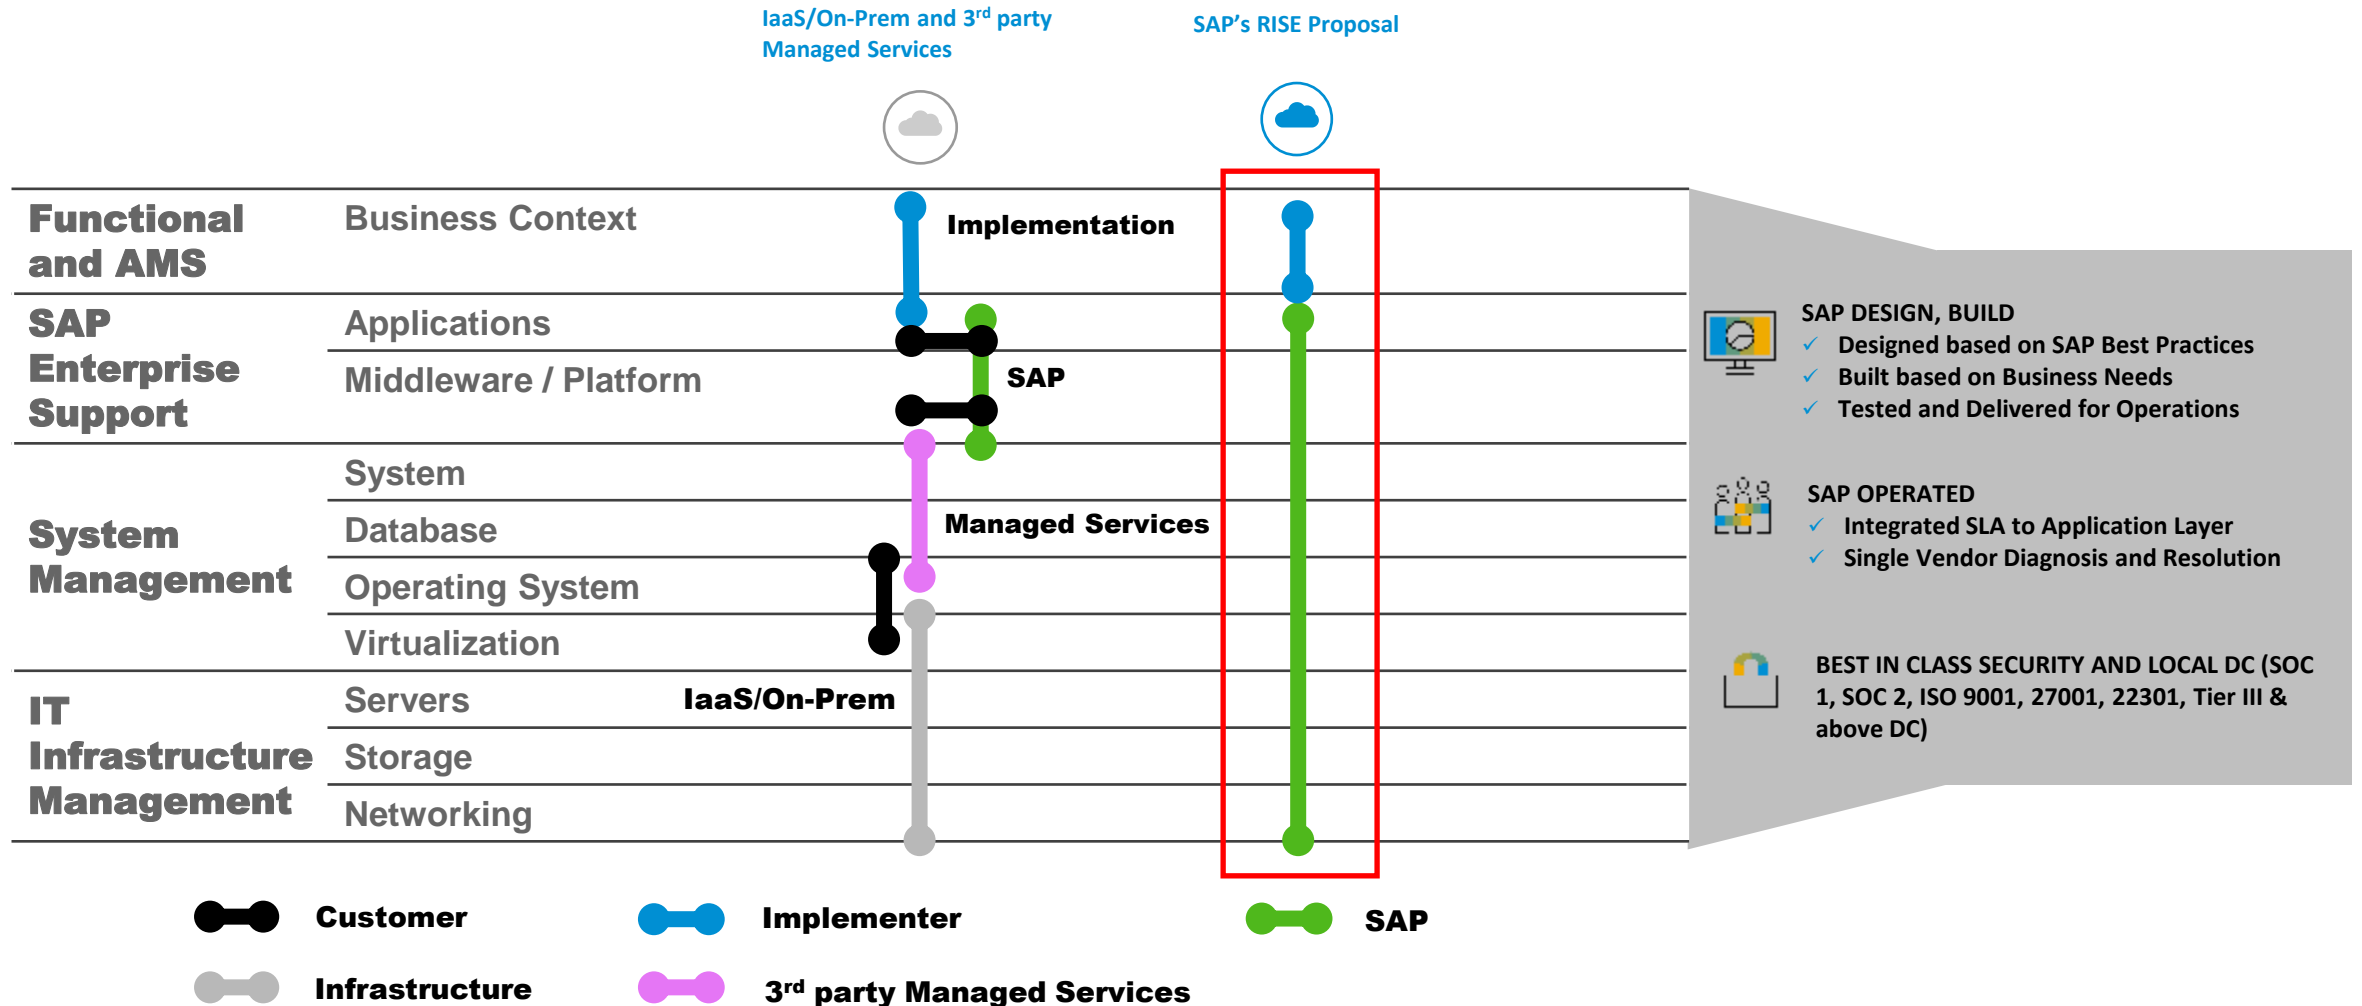 IaaS/On-Prem and 3rd party
Managed Services
SAP's RISE Proposal
Functional
and AMS
Business Context
Implementation
SAP
Enterprise
Support
Applications
Middleware / Platform
SAP
System
Management
System
Database
Managed Services
Operating System
Virtualization
IT
Infrastructure
Management
Servers
IaaS/On-Prem
Storage
Networking
SAP DESIGN, BUILD
✓ Designed based on SAP Best Practices
✓ Built based on Business Needs
✓ Tested and Delivered for Operations
SAP OPERATED
✓ Integrated SLA to Application Layer
✓ Single Vendor Diagnosis and Resolution
BEST IN CLASS SECURITY AND LOCAL DC (SOC
1, SOC 2, ISO 9001, 27001, 22301, Tier III &
above DC)
Customer
Implementer
SAP
Infrastructure
3rd party Managed Services